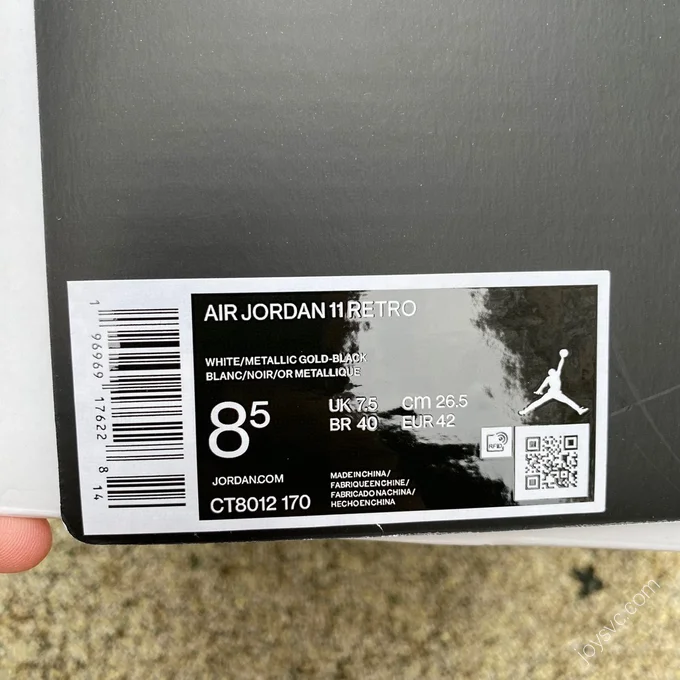 AIR JORDAN 11 RETRO
WHITE/METALLIC GOLD-BLACK
BLANC/NOIR/OR METALLIQUE
8⁵
UK 7.5 cm 26.5
BR 40 EUR 42
RFID
JORDAN.COM
CT8012 170
MADE IN CHINA/
FABRIQUE EN CHINE/
FABRICADO NA CHINA/
HECHO EN CHINA
1 96969 17622 8 14
joysvc.com